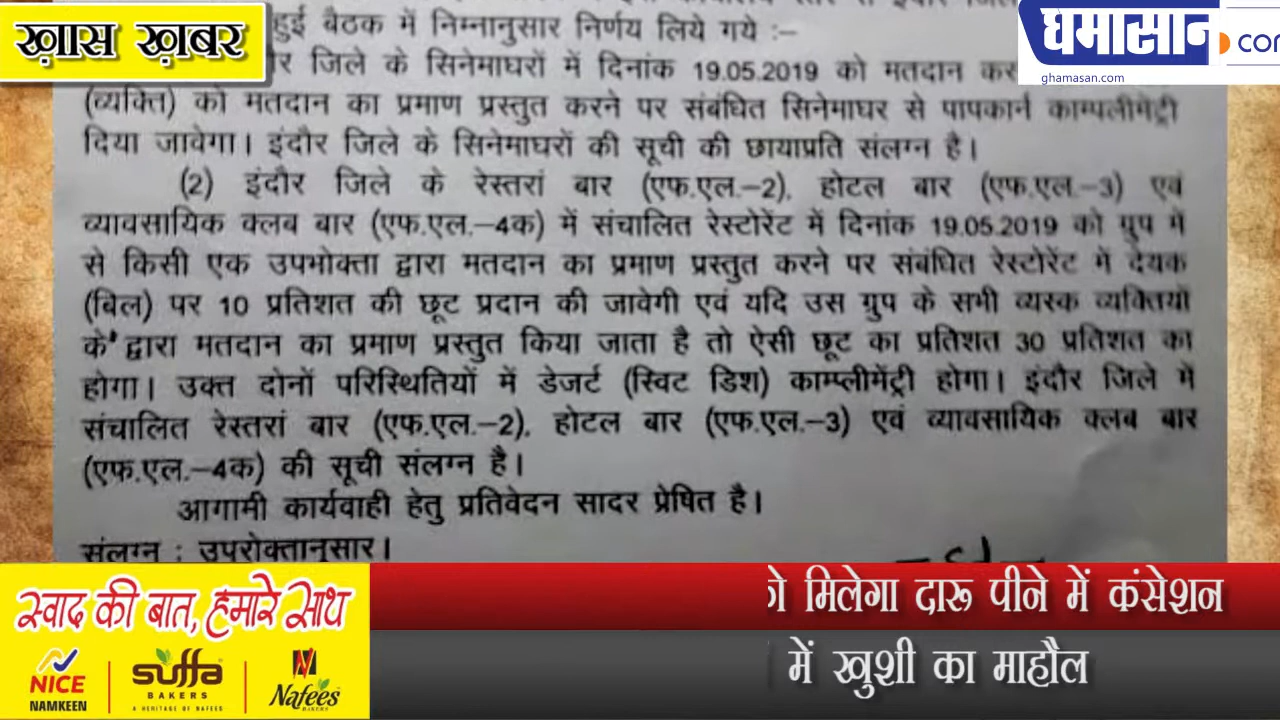 ख़ास ख़बर
घमासान.com
ghamasan.com
हुई बैठक में निम्नानुसार निर्णय लिये गये :–
जिले के सिनेमाघरों में दिनांक 19.05.2019 को मतदान
(व्यक्ति) को मतदान का प्रमाण प्रस्तुत करने पर संबंधित सिनेमाघर से पापकार्न काम्पलीमेंट्री
दिया जावेगा। इंदौर जिले के सिनेमाघरों की सूची की छायाप्रति संलग्न है।
(2) इंदौर जिले के रेस्तरां बार (एफ.एल.–2), होटल बार (एफ.एल.–3) एवं
व्यावसायिक क्लब बार (एफ.एल.–4क) में संचालित रेस्टोरेंट में दिनांक 19.05.2019 को ग्रुप में
से किसी एक उपभोक्ता द्वारा मतदान का प्रमाण प्रस्तुत करने पर संबंधित रेस्टोरेंट में देयक
(बिल) पर 10 प्रतिशत की छूट प्रदान की जावेगी एवं यदि उस ग्रुप के सभी व्यस्क व्यक्तियों
के द्वारा मतदान का प्रमाण प्रस्तुत किया जाता है तो ऐसी छूट का प्रतिशत 30 प्रतिशत का
होगा। उक्त दोनों परिस्थितियों में डेजर्ट (स्विट डिश) काम्प्लीमेंट्री होगा। इंदौर जिले में
संचालित रेस्तरां बार (एफ.एल.–2), होटल बार (एफ.एल.–3) एवं व्यावसायिक क्लब बार
(एफ.एल.–4क) की सूची संलग्न है।
आगामी कार्यवाही हेतु प्रतिवेदन सादर प्रेषित है।
संलग्न : उपरोक्तानुसार।
स्वाद की बात, हमारे साथ
NICE
NAMKEEN
suffa
BAKERS
A HERITAGE OF NAFEES
Nafees
BAKERS
मिलेगा दारू पीने में कंसेशन
में खुशी का माहौल